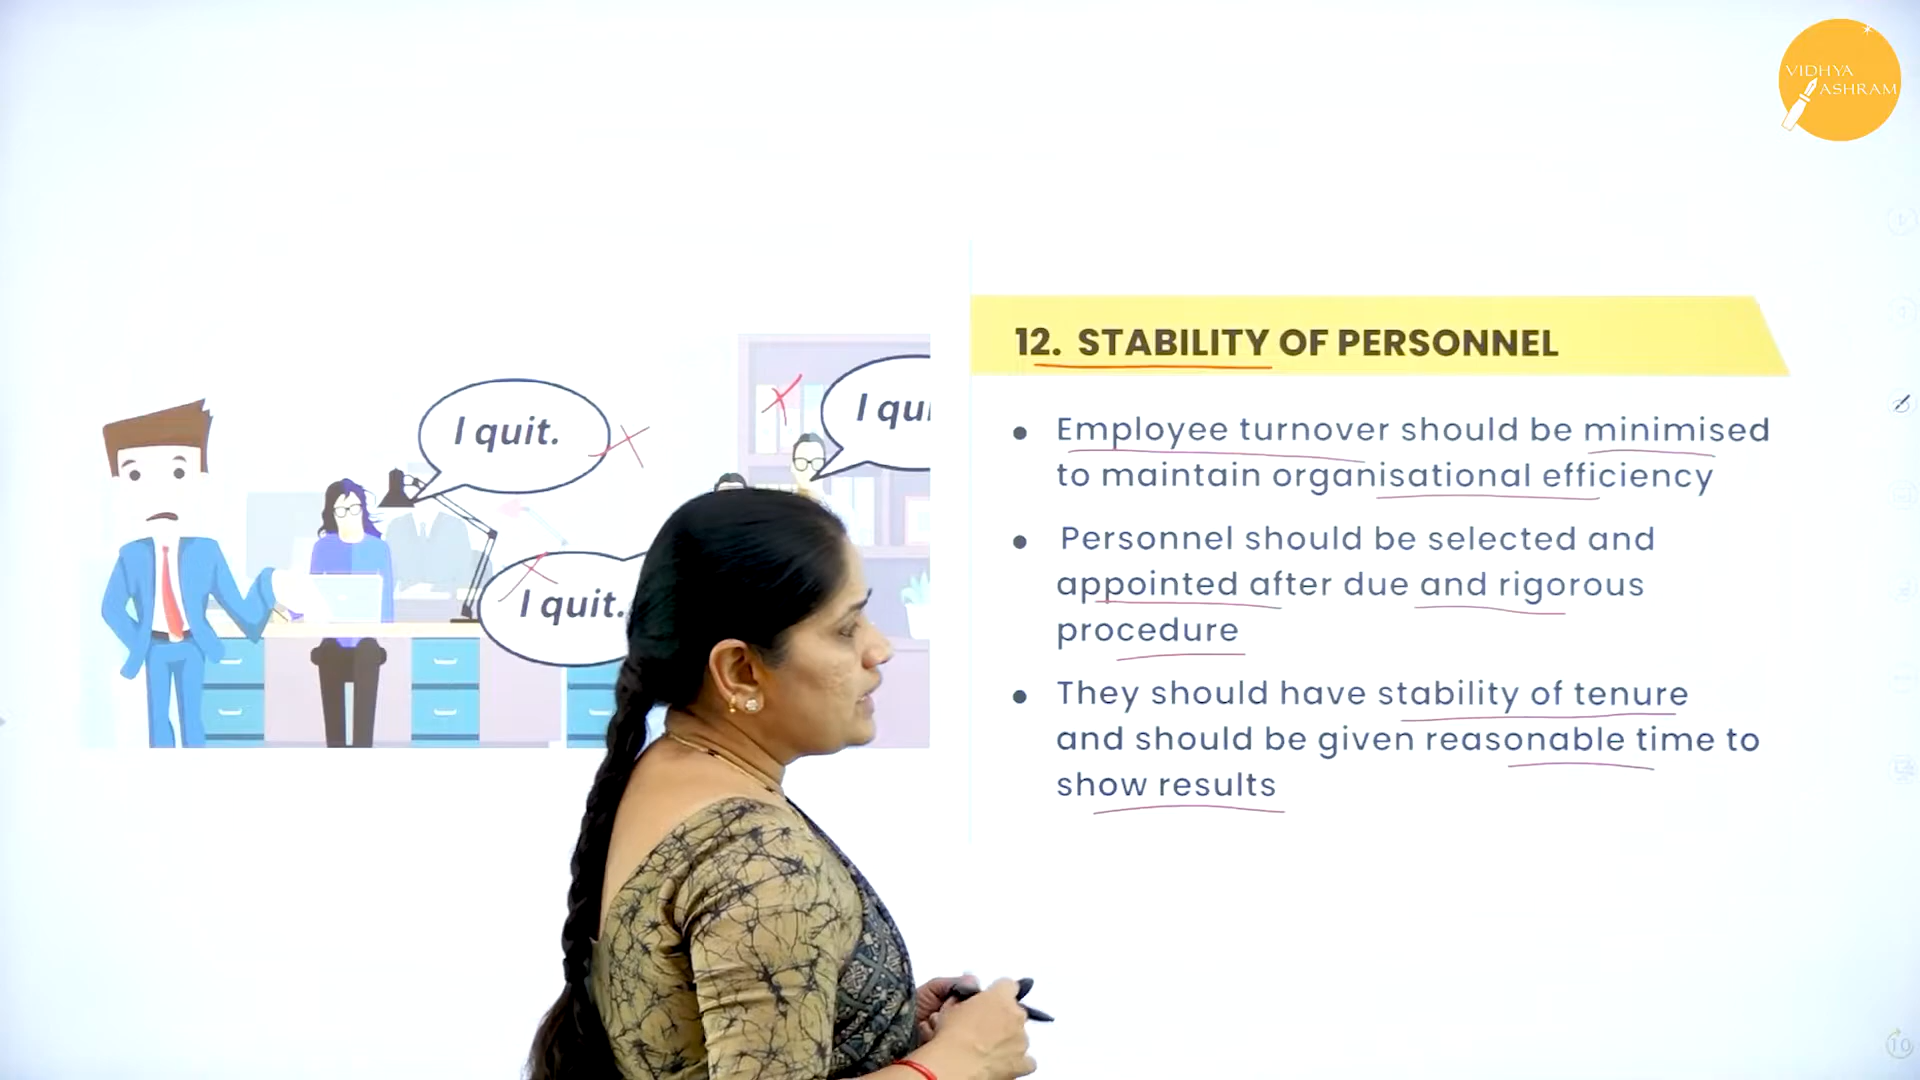 VIDHYA
ASHRAM
I quit.
I qui
I quit.
12. STABILITY OF PERSONNEL
• Employee turnover should be minimised
to maintain organisational efficiency
• Personnel should be selected and
appointed after due and rigorous
procedure
• They should have stability of tenure
and should be given reasonable time to
show results
10